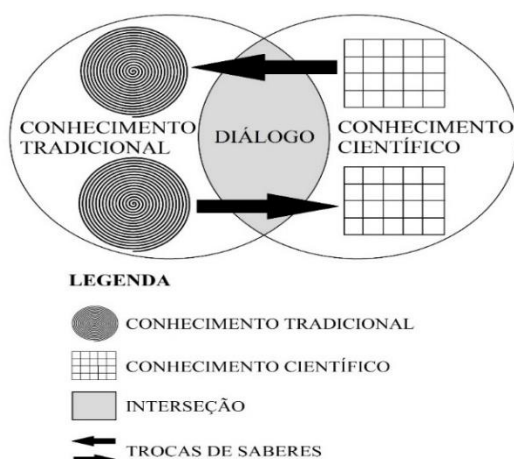 CONHECIMENTO
TRADICIONAL
DIÁLOGO
CONHECIMENTO
CIENTÍFICO
LEGENDA
CONHECIMENTO TRADICIONAL
CONHECIMENTO CIENTÍFICO
INTERSEÇÃO
TROCAS DE SABERES